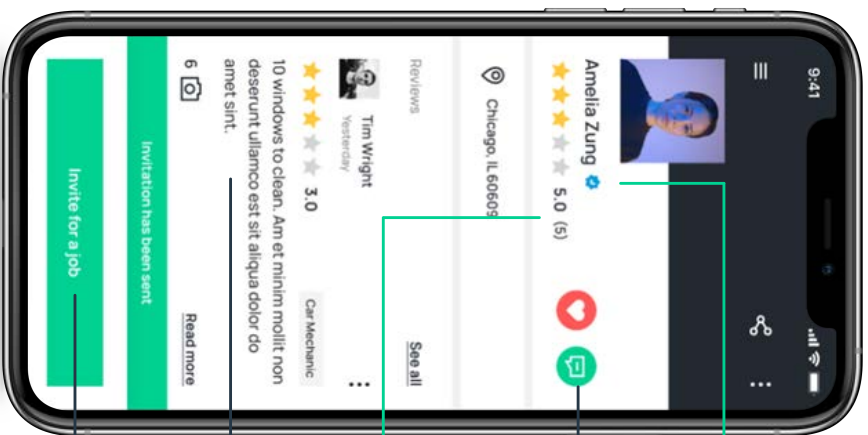 9:41
Amelia Zung
5.0 (5)
Chicago, IL 60609
Reviews
See all
Tim Wright
Yesterday
3.0
Car Mechanic
10 windows to clean. Am et minim mollit non
deserunt ullamco est sit aliqua dolor do
amet sint.
6
Read more
Invitation has been sent
Invite for a job